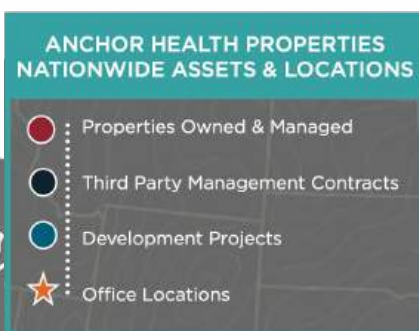 ANCHOR HEALTH PROPERTIES
NATIONWIDE ASSETS & LOCATIONS
Properties Owned & Managed
Third Party Management Contracts
Development Projects
Office Locations